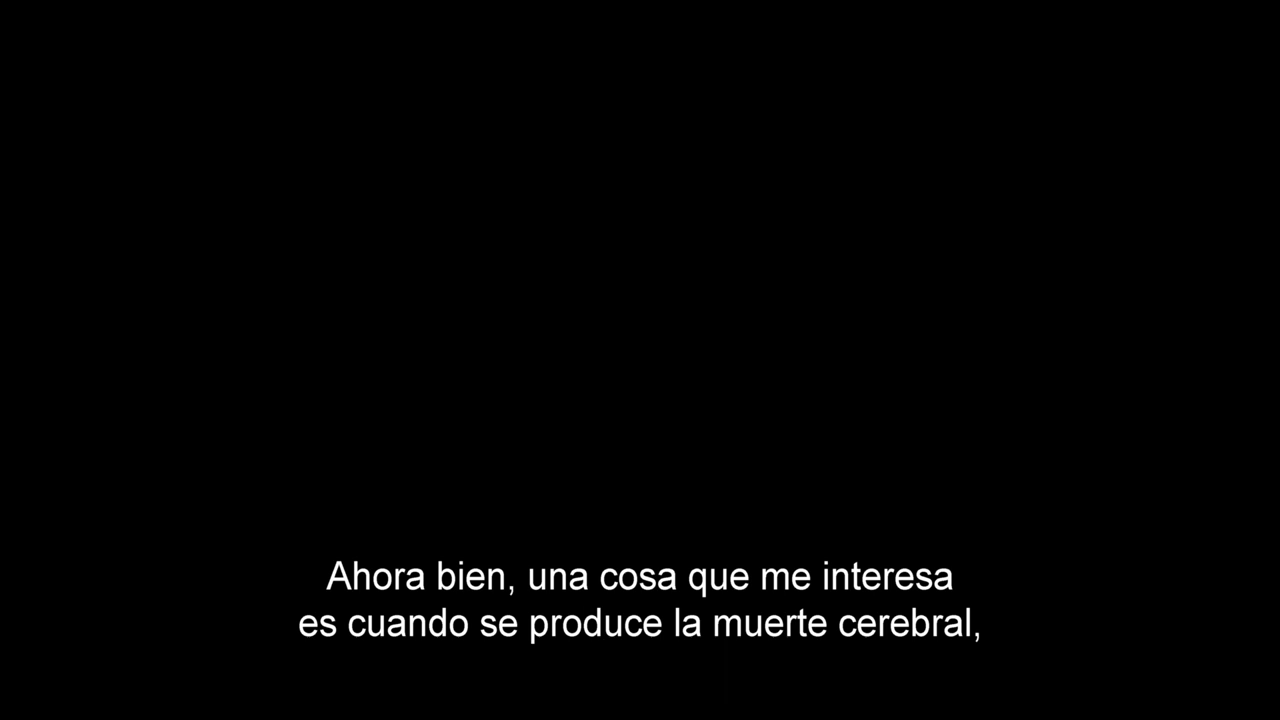 Ahora bien, una cosa que me interesa
es cuando se produce la muerte cerebral,